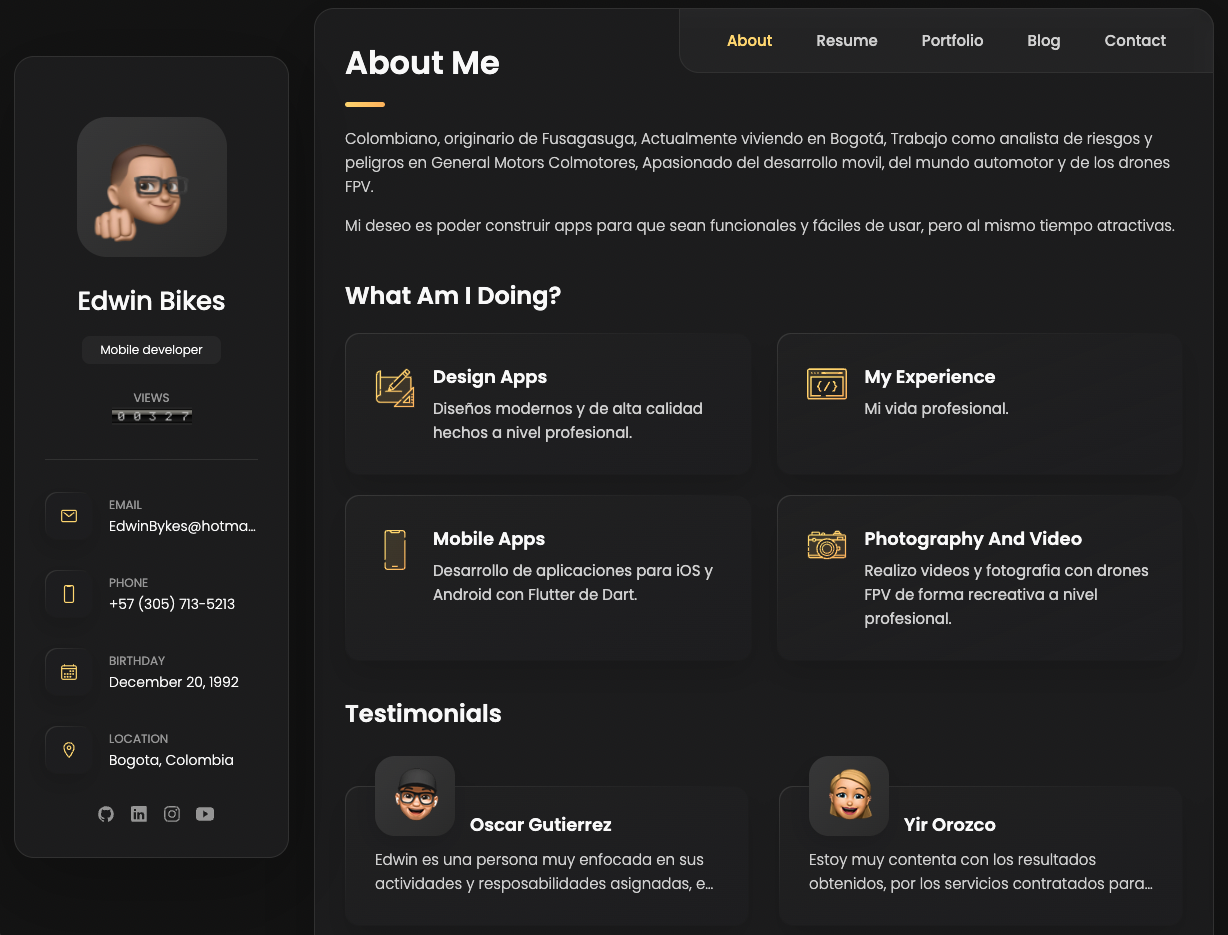 Edwin Bikes
Mobile developer
VIEWS
00327
EMAIL
EdwinBykes@hotma...
PHONE
+57 (305) 713-5213
BIRTHDAY
December 20, 1992
LOCATION
Bogota, Colombia
About Resume Portfolio Blog Contact
About Me
Colombiano, originario de Fusagasuga, Actualmente viviendo en Bogotá, Trabajo como analista de riesgos y
peligros en General Motors Colmotores, Apasionado del desarrollo movil, del mundo automotor y de los drones
FPV.
Mi deseo es poder construir apps para que sean funcionales y fáciles de usar, pero al mismo tiempo atractivas.
What Am I Doing?
Design Apps
Diseños modernos y de alta calidad
hechos a nivel profesional.
My Experience
Mi vida profesional.
Mobile Apps
Desarrollo de aplicaciones para iOS y
Android con Flutter de Dart.
Photography And Video
Realizo videos y fotografia con drones
FPV de forma recreativa a nivel
profesional.
Testimonials
Oscar Gutierrez
Edwin es una persona muy enfocada en sus
actividades y resposabilidades asignadas, e...
Yir Orozco
Estoy muy contenta con los resultados
obtenidos, por los servicios contratados para...